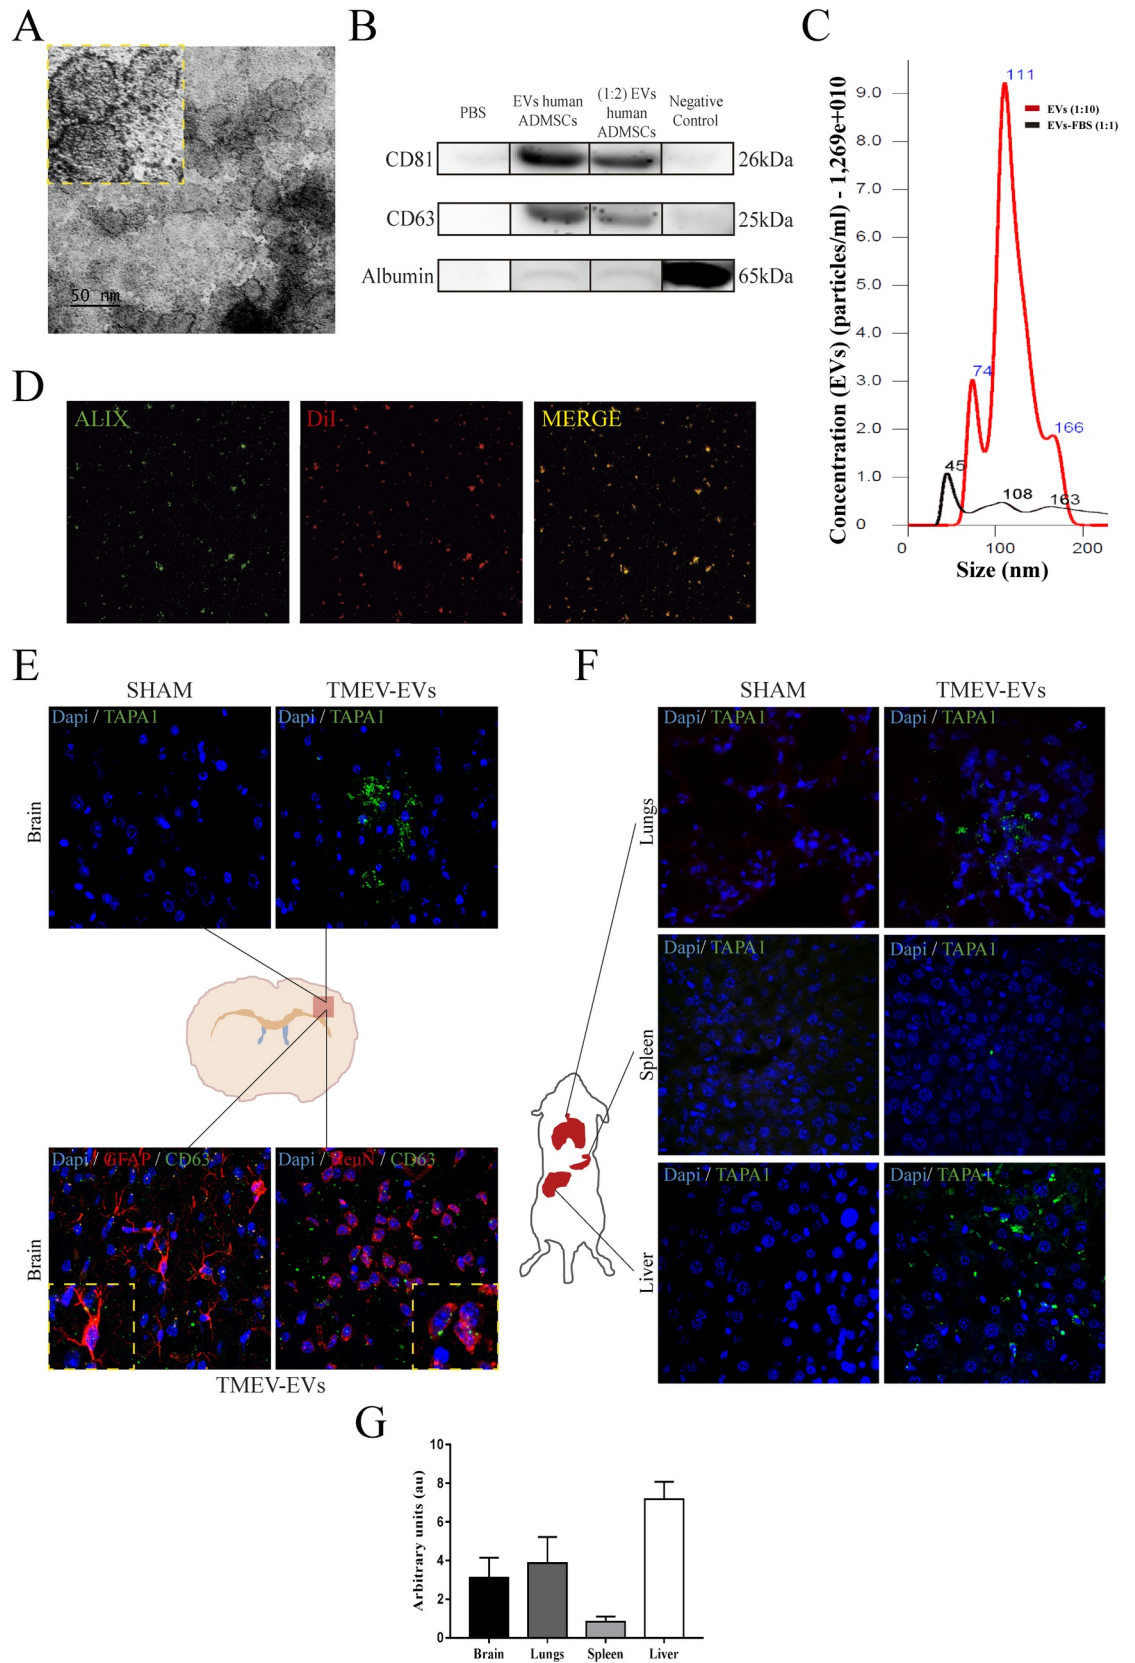 A
50 nm
B
PBS
EVs human
ADMSCs
(1:2) EVs
human
ADMSCs
Negative
Control
CD81
26kDa
CD63
25kDa
Albumin
65kDa
C
Concentration (EVs) (particles/ml) - 1,269e+010
9.0
8.0
7.0
6.0
5.0
4.0
3.0
2.0
1.0
0
111
74
166
45
108
163
EVs (1:10)
EVs-FBS (1:1)
0
100
200
Size (nm)
D
ALIX
DiI
MERGE
E
SHAM
TMEV-EVs
Brain
Dapi / TAPA1
Dapi / TAPA1
Brain
Dapi / GFAP / CD63
Dapi / NeuN / CD63
TMEV-EVs
F
SHAM
TMEV-EVs
Lungs
Dapi/ TAPA1
Dapi / TAPA1
Spleen
Dapi / TAPA1
Dapi / TAPA1
Liver
Dapi/ TAPA1
Dapi / TAPA1
G
Arbitrary units (au)
10
8
6
4
2
0
Brain
Lungs
Spleen
Liver